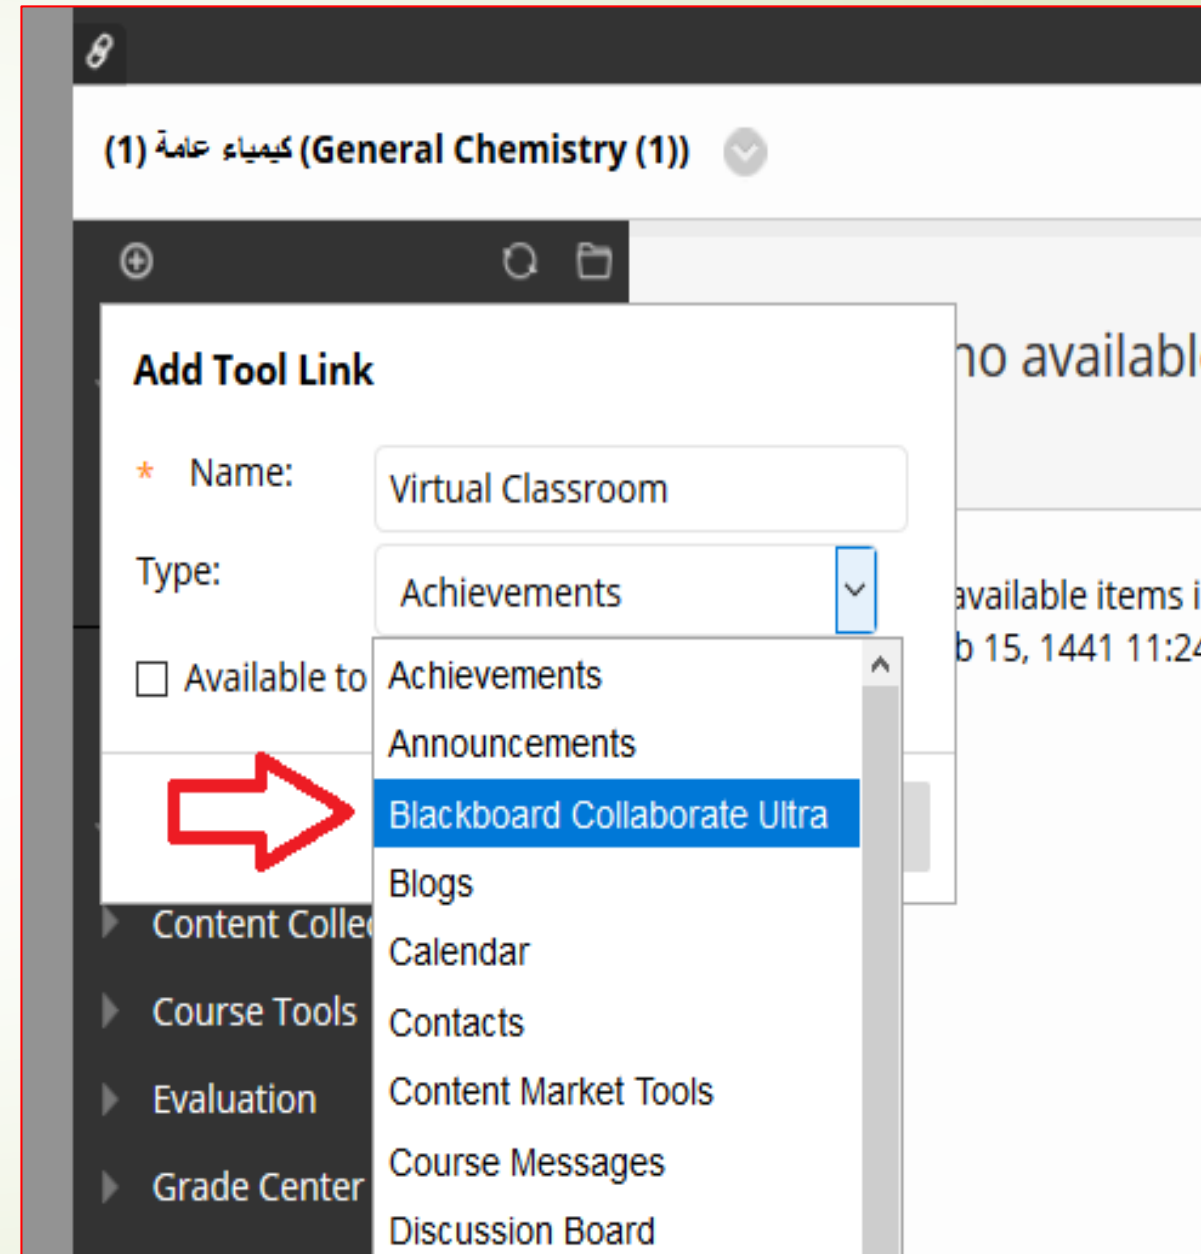 كيمياء عامة (1) (General Chemistry (1))
Add Tool Link
no availabl
* Name:
Virtual Classroom
Type:
Achievements
available items i
15, 1441 11:24
Available to
Achievements
Announcements
Blackboard Collaborate Ultra
Blogs
Calendar
Contacts
Content Market Tools
Course Messages
Discussion Board
Content Collec
Course Tools
Evaluation
Grade Center